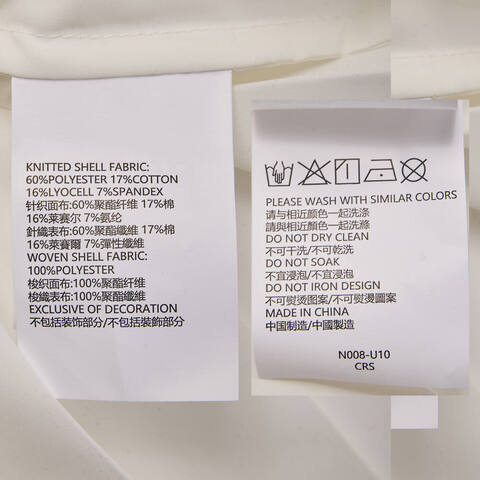 KNITTED SHELL FABRIC:
60%POLYESTER 17%COTTON
16%LYOCELL 7%SPANDEX
针织面布:60%聚酯纤维 17%棉
16%莱赛尔 7%氨纶
針織表布:60%聚酯纖維 17%棉
16%萊賽爾 7%彈性纖維
WOVEN SHELL FABRIC:
100%POLYESTER
梭织面布:100%聚酯纤维
梭織表布:100%聚酯纖維
EXCLUSIVE OF DECORATION
不包括装饰部分/不包括裝飾部分
PLEASE WASH WITH SIMILAR COLORS
请与相近颜色一起洗涤
請與相近顏色一起洗滌
DO NOT DRY CLEAN
不可干洗/不可乾洗
DO NOT SOAK
不宜浸泡/不宜浸泡
DO NOT IRON DESIGN
不可熨烫图案/不可熨燙圖案
MADE IN CHINA
中国制造/中國製造
N008-U10
CRS